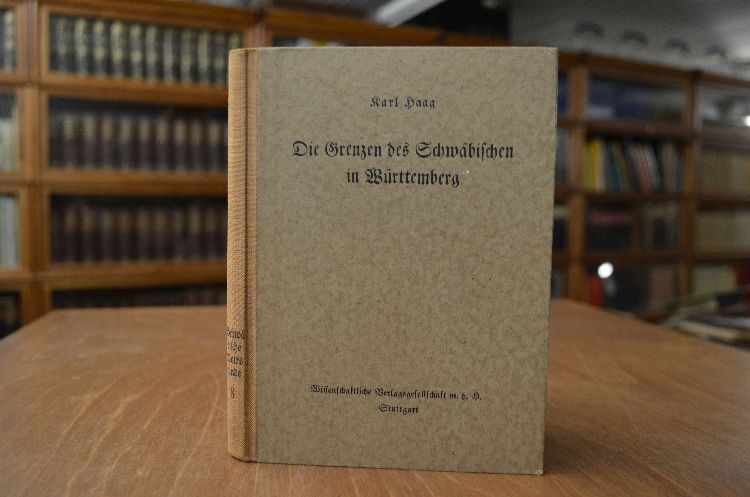 Karl Haag
Die Grenzen des Schwäbischen
in Württemberg
Wissenschaftliche Verlagsgesellschaft m. b. H.
Stuttgart